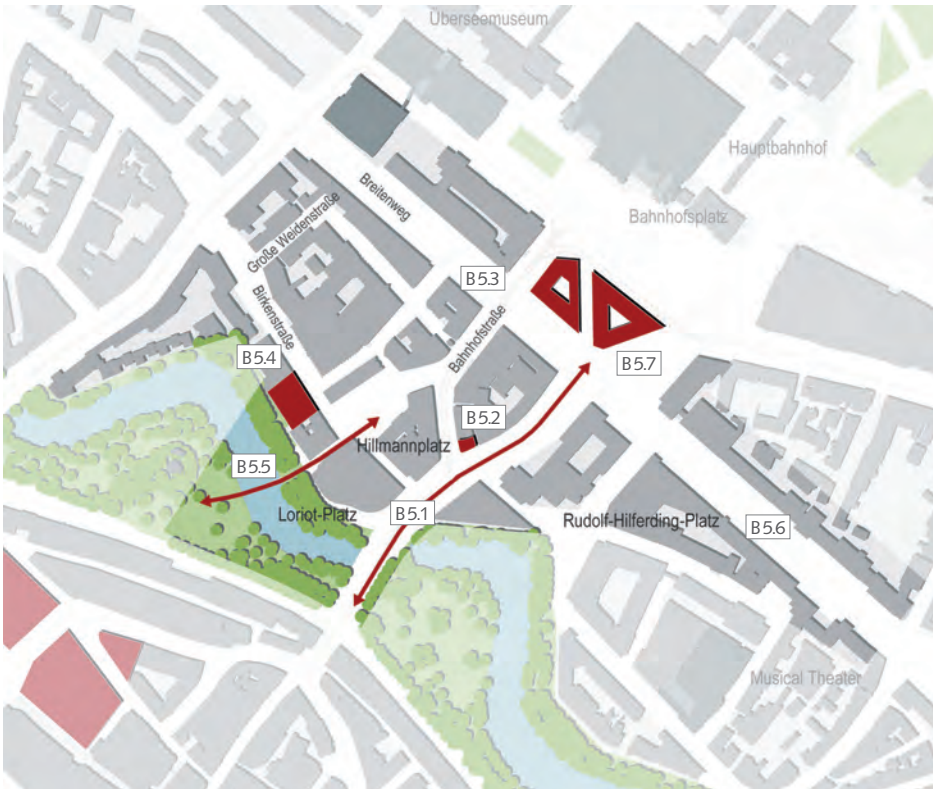 Überseemuseum
Hauptbahnhof
Breitenweg
Bahnhofsplatz
Große Weidenstraße
B5.3
Birkenstraße
Bahnhofstraße
B5.4
B5.7
B5.2
Hillmannplatz
B5.5
Loriot-Platz
B5.1
Rudolf-Hilferding-Platz
B5.6
Musical Theater